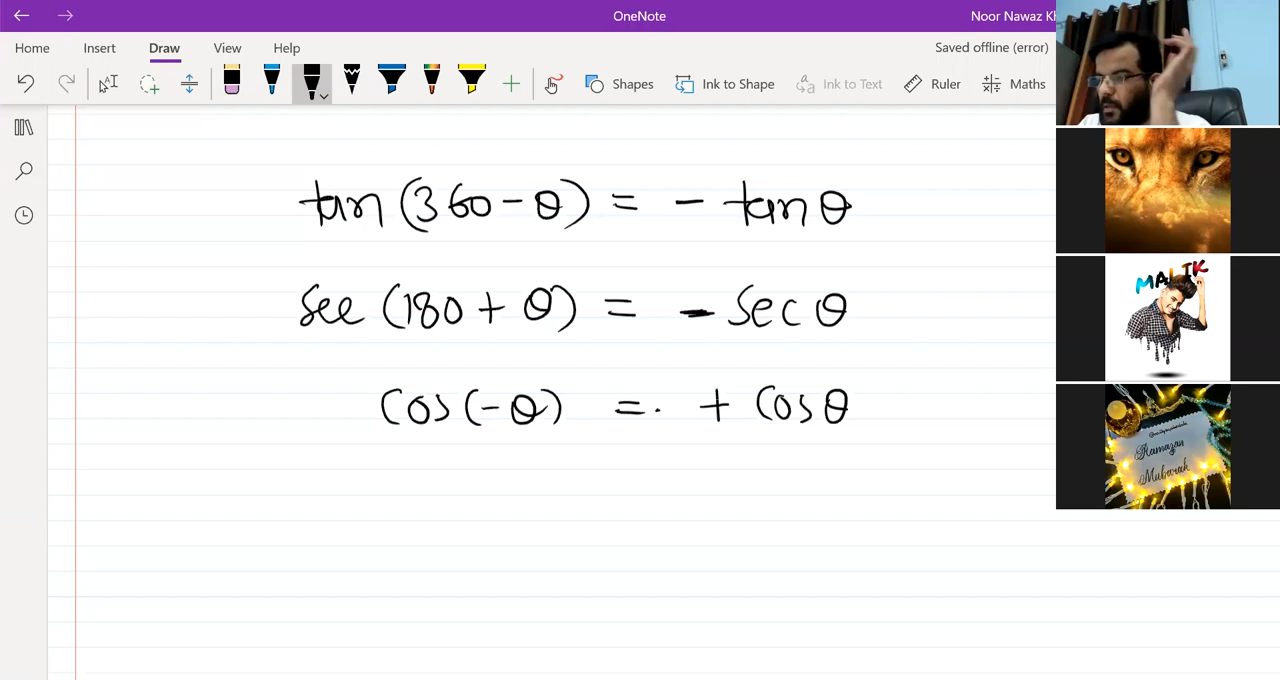 OneNote
Noor Nawaz Kh
Home Insert Draw View Help
Saved offline (error)
Shapes Ink to Shape Ink to Text Ruler Maths
tan (360 - θ) = - tan θ
sec (180 + θ) = - sec θ
cos (-θ) = . + cos θ
MALIK
Ramazan
Mubarak